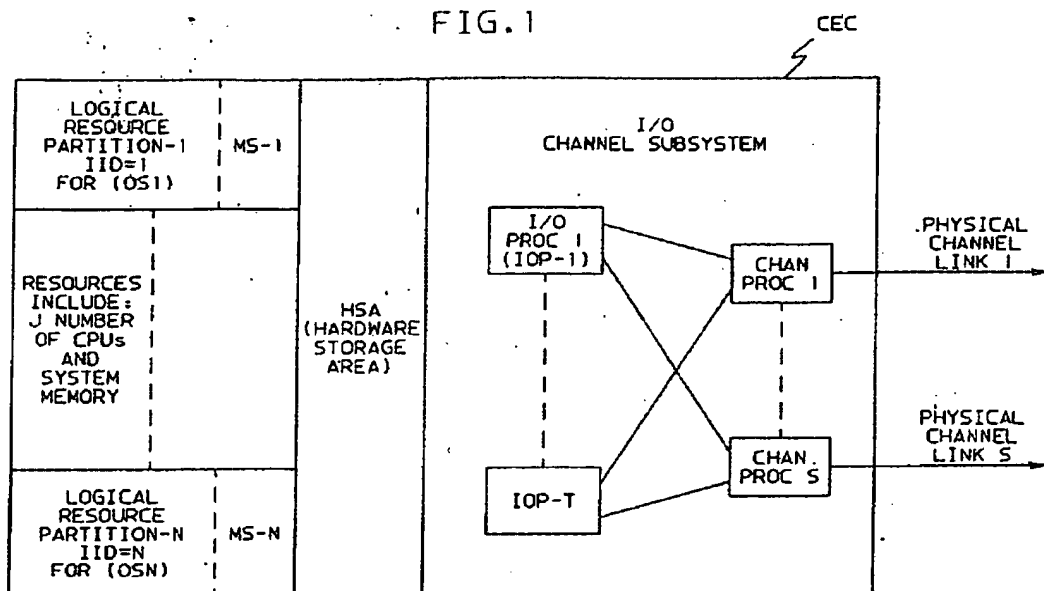 FIG.1
CEC
LOGICAL
RESOURCE
PARTITION-1
IID=1
FOR (OS1)
MS-1
RESOURCES
INCLUDE:
J NUMBER
OF CPUs
AND
SYSTEM
MEMORY
LOGICAL
RESOURCE
PARTITION-N
IID=N
FOR (OSN)
MS-N
HSA
(HARDWARE
STORAGE
AREA)
I/O
CHANNEL SUBSYSTEM
I/O
PROC 1
(IOP-1)
IOP-T
CHAN
PROC 1
CHAN.
PROC S
PHYSICAL
CHANNEL
LINK 1
PHYSICAL
CHANNEL
LINK S